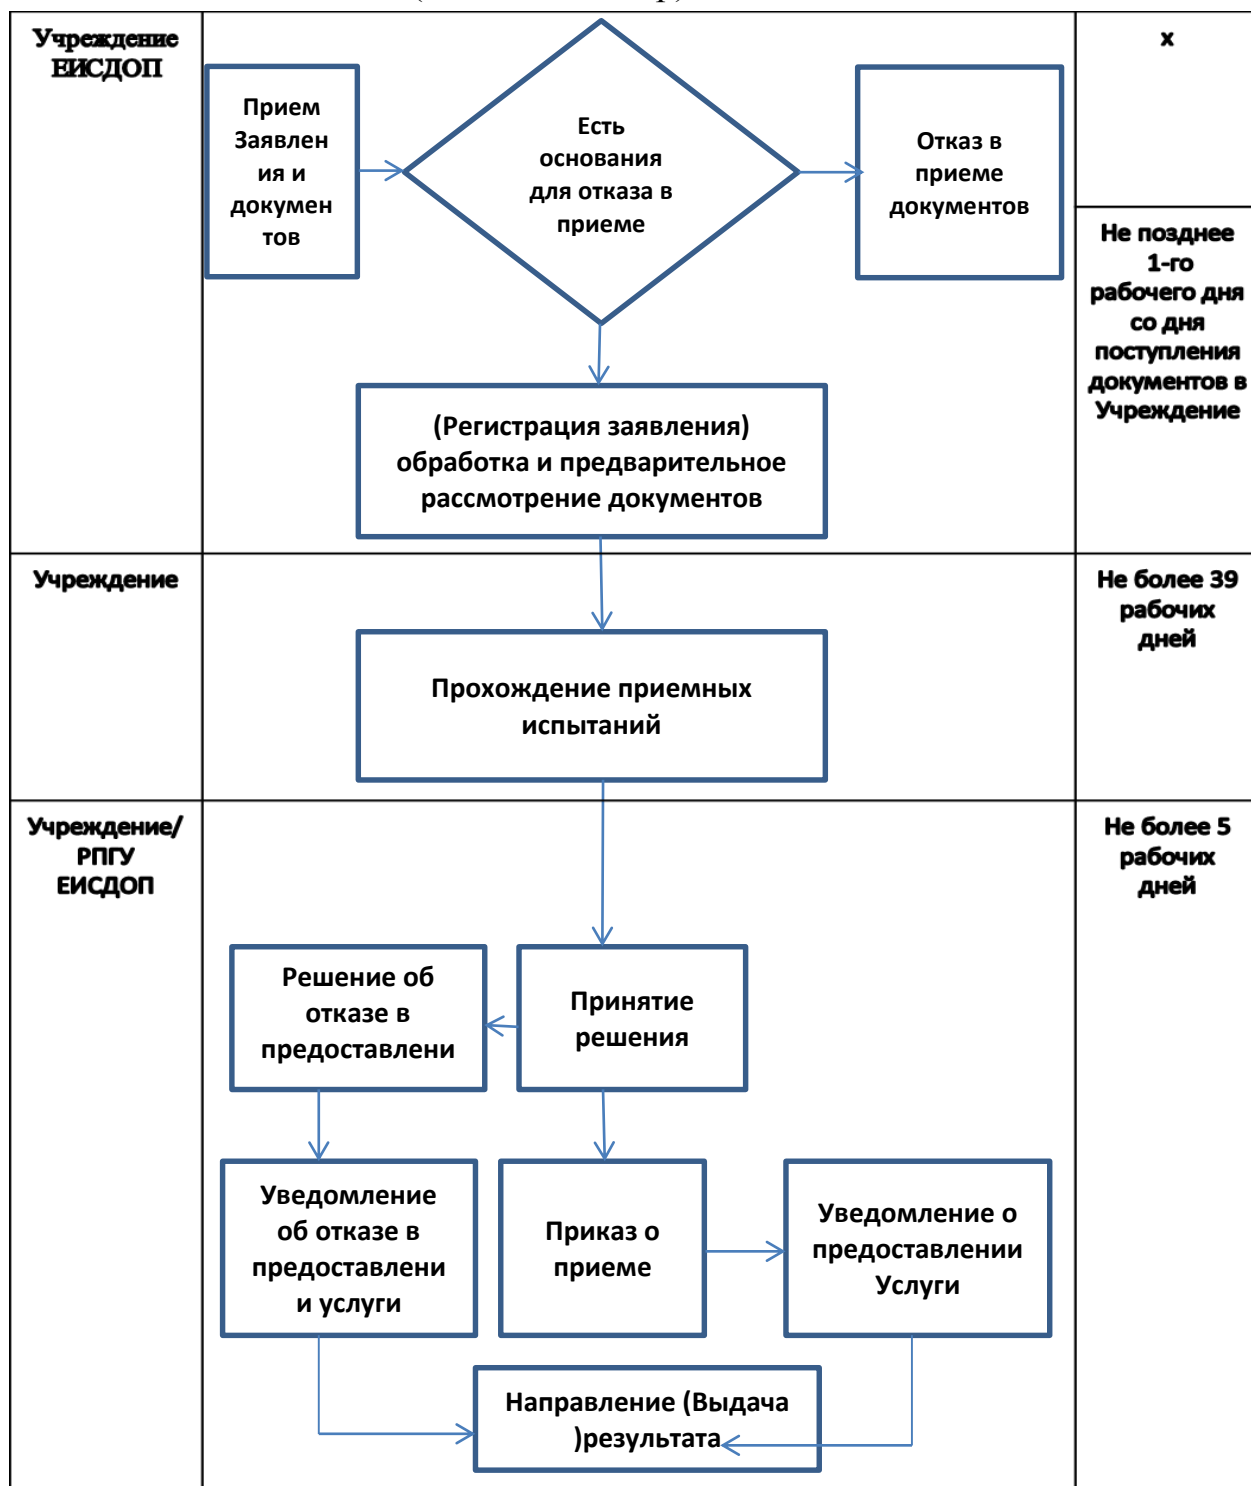 Учреждение
ЕИСДОП
Прием
Заявлен
ия и
докумен
тов
Есть
основания
для отказа в
приеме
Отказ в
приеме
документов
х
Не позднее
1-го
рабочего дня
со дня
поступления
документов в
Учреждение
(Регистрация заявления)
обработка и предварительное
рассмотрение документов
Учреждение
Прохождение приемных
испытаний
Не более 39
рабочих
дней
Учреждение/
РПГУ
ЕИСДОП
Не более 5
рабочих
дней
Решение об
отказе в
предоставлени
Принятие
решения
Уведомление
об отказе в
предоставлени
и услуги
Приказ о
приеме
Уведомление о
предоставлении
Услуги
Направление (Выдача
)результата